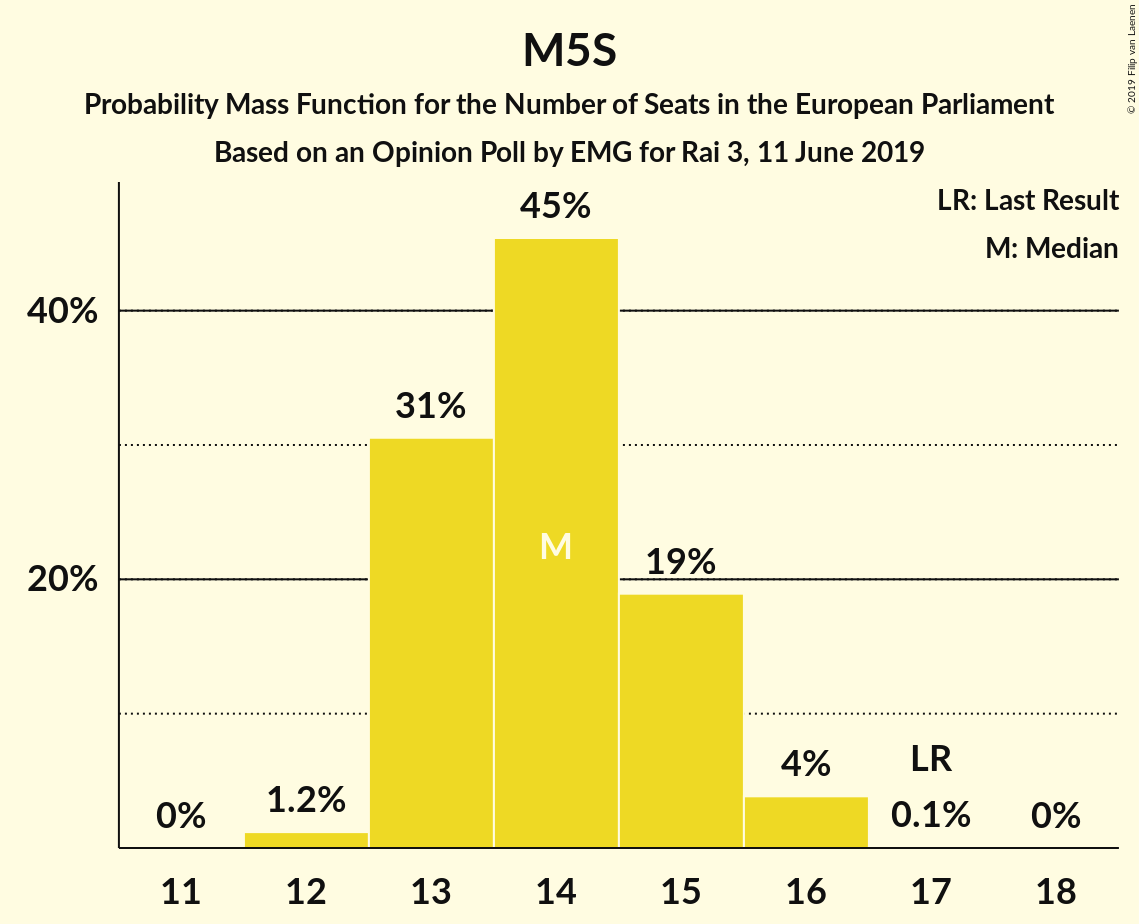 M5S
Probability Mass Function for the Number of Seats in the European Parliament
Based on an Opinion Poll by EMG for Rai 3, 11 June 2019
© 2019 Filip van Laenen
LR: Last Result
M: Median
45%
40%
31%
M
19%
20%
4%
LR
1.2%
0%
0.1%
0%
11 12 13 14 15 16 17 18